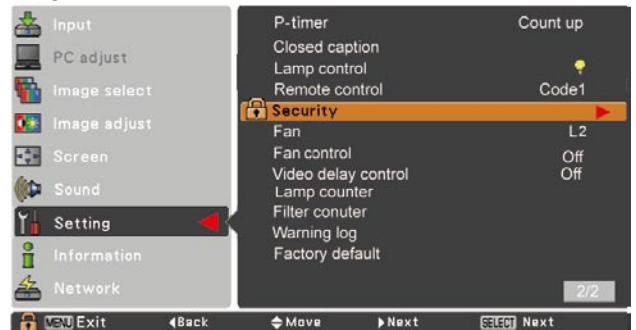 Input
PC adjust
Image select
Image adjust
Screen
Sound
Setting
Information
Network
P-timer Count up
Closed caption
Lamp control
Remote control Code1
Security
Fan L2
Fan control Off
Video delay control Off
Lamp counter
Filter conuter
Warning log
Factory default
2/2
MENU Exit Back Move Next SELECT Next